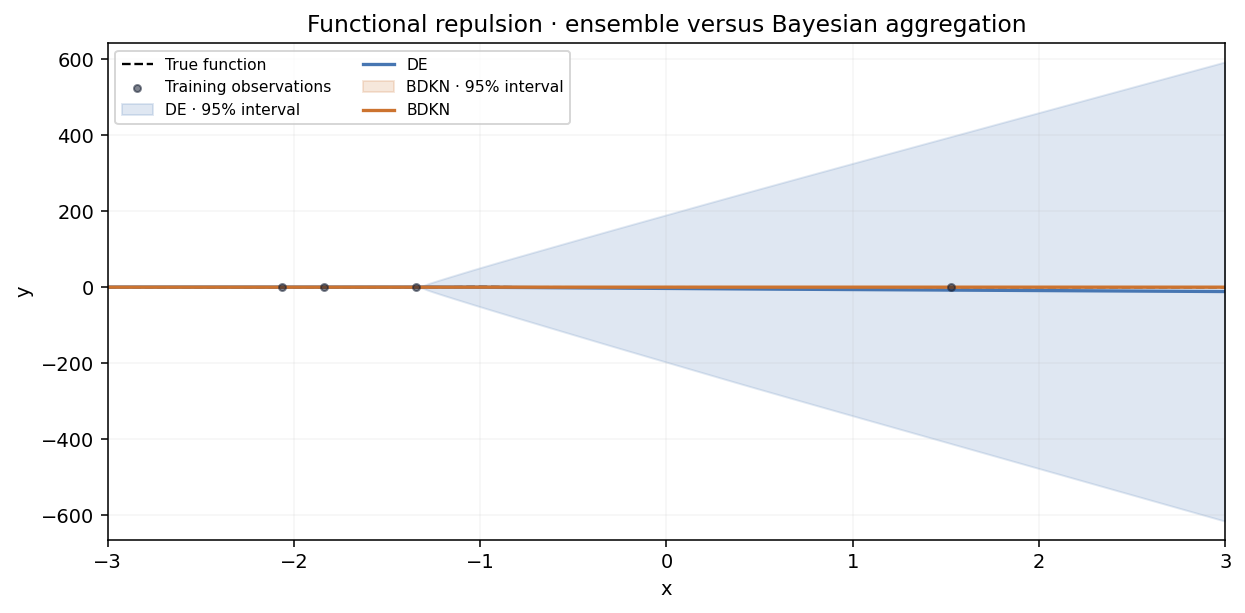 Functional repulsion · ensemble versus Bayesian aggregation
True function
Training observations
DE · 95% interval
DE
BDKN · 95% interval
BDKN
600
400
200
0
−200
−400
−600
y
−3
−2
−1
0
1
2
3
x